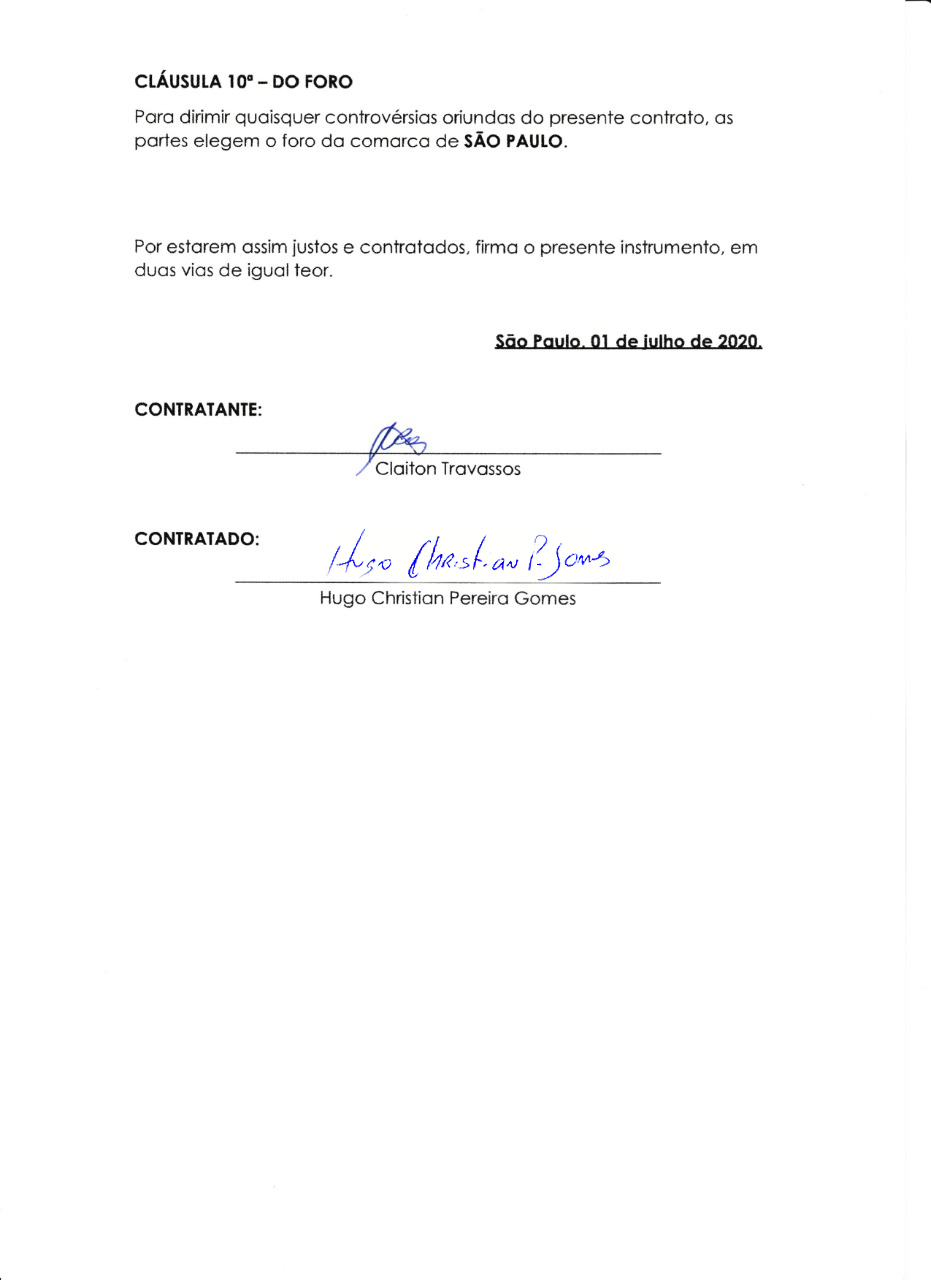 CLÁUSULA 10ª – DO FORO
Para dirimir quaisquer controvérsias oriundas do presente contrato, as
partes elegem o foro da comarca de SÃO PAULO.
Por estarem assim justos e contratados, firma o presente instrumento, em
duas vias de igual teor.
São Paulo, 01 de julho de 2020.
CONTRATANTE:
Claiton Travassos
CONTRATADO:
Hugo Christian P. Gomes
Hugo Christian Pereira Gomes